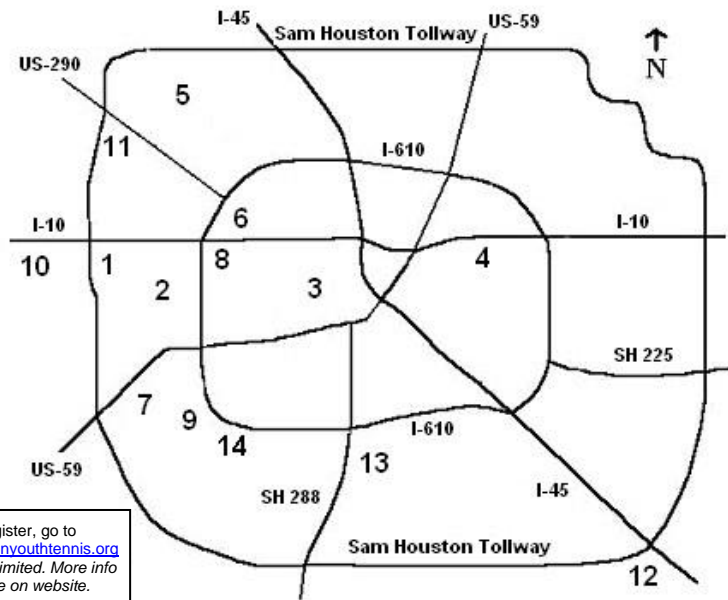 I-45
US-59
Sam Houston Tollway
US-290
N
5
11
I-610
6
I-10
I-10
10
1
8
4
2
3
SH 225
7
9
14
I-610
13
US-59
SH 288
I-45
Sam Houston Tollway
12
gister, go to
nyouthtennis.org
imited. More info
e on website.